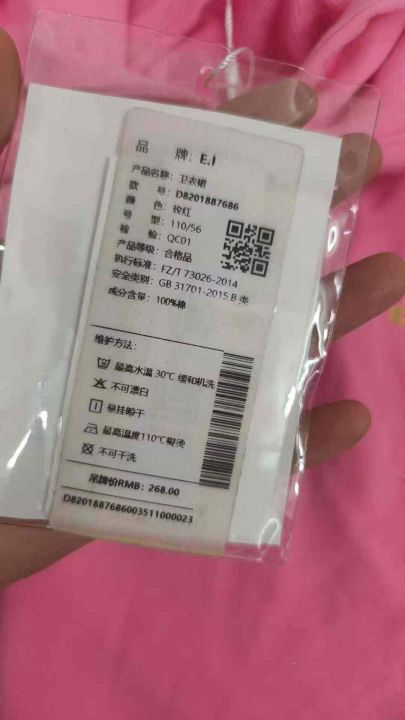 品 牌: E.I
产品名称: 卫衣裙
款 号: D8201887686
颜 色: 玫红
号 型: 110/56
检 验: QC01
产品等级: 合格品
执行标准: FZ/T 73026-2014
安全类别: GB 31701-2015 B 类
成分含量: 100%棉
维护方法:
最高水温 30℃ 缓和机洗
不可漂白
悬挂晾干
最高温度110℃熨烫
不可干洗
吊牌价RMB: 268.00
D8201887686003511000023